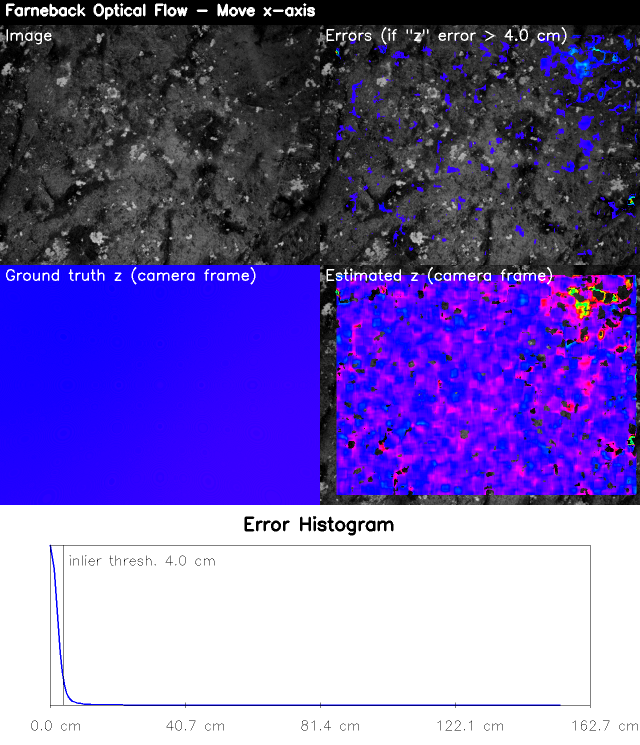 Farneback Optical Flow - Move x-axis
Image
Errors (if "z" error > 4.0 cm)
Ground truth z (camera frame)
Estimated z (camera frame)
Error Histogram
inlier thresh. 4.0 cm
0.0 cm
40.7 cm
81.4 cm
122.1 cm
162.7 cm